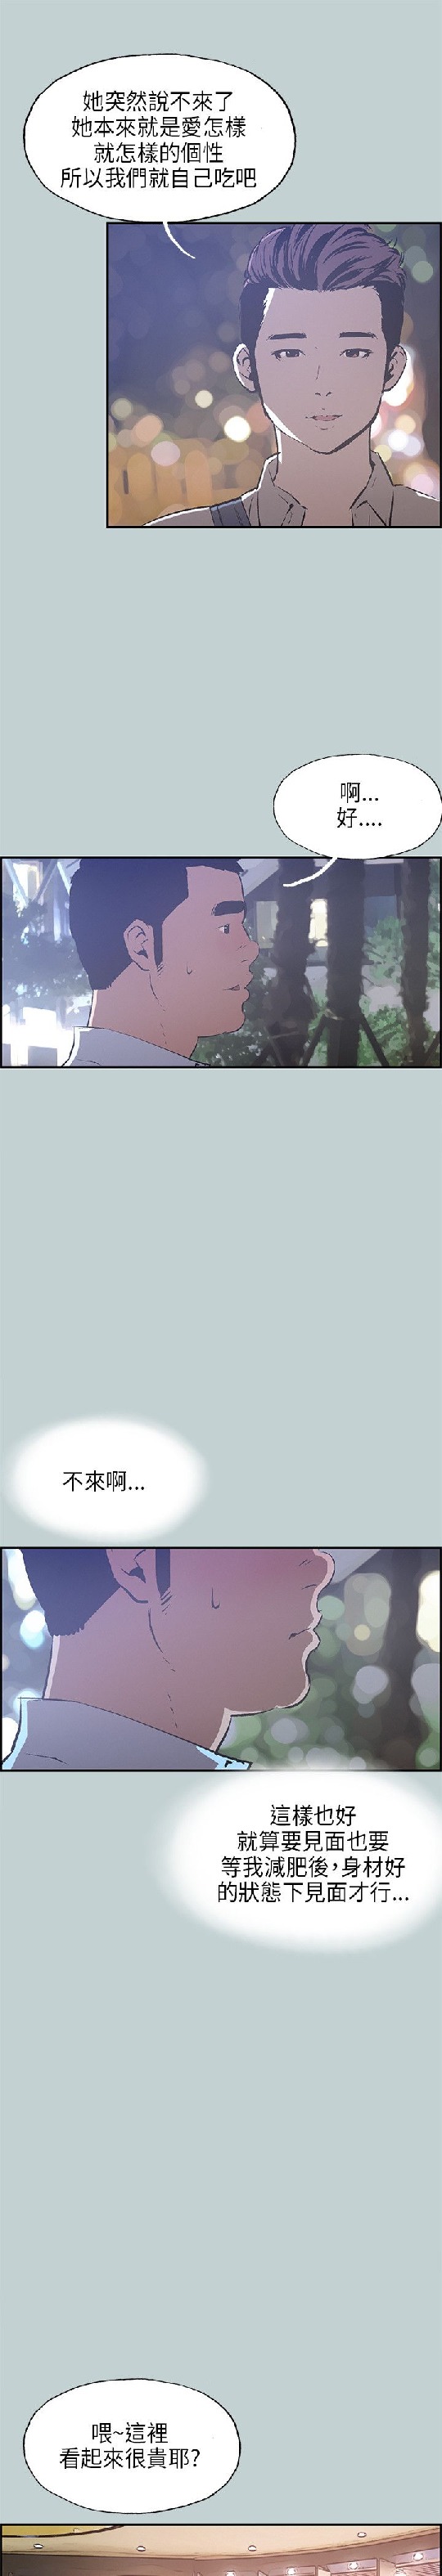 她突然說不來了
她本來就是愛怎樣
就怎樣的個性
所以我們就自己吃吧
啊...
好....
不來啊...
這樣也好
就算要見面也要
等我減肥後，身材好
的狀態下見面才行...
喂~這裡
看起來很貴耶?